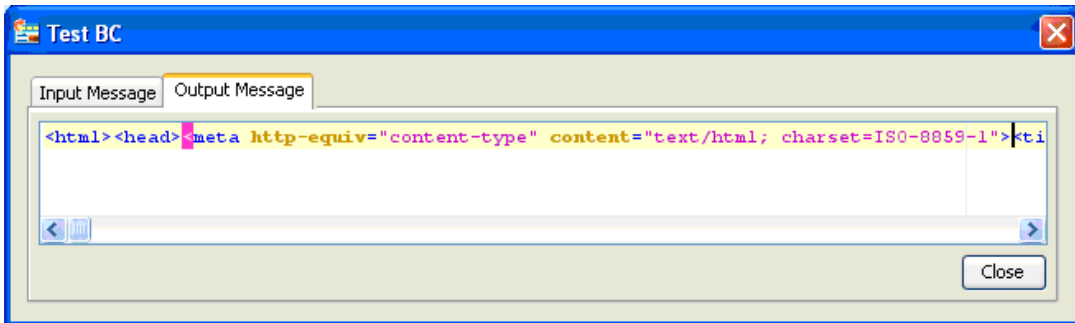 Test BC
Input Message
Output Message
<html><head><meta http-equiv="content-type" content="text/html; charset=ISO-8859-1"><ti
Close